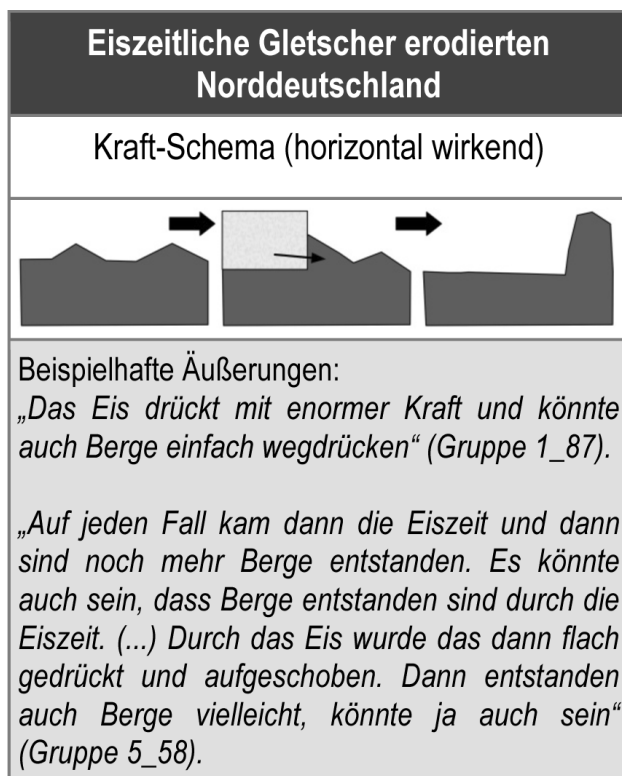 Eiszeitliche Gletscher erodierten
Norddeutschland
Kraft-Schema (horizontal wirkend)
Beispielhafte Äußerungen:
„Das Eis drückt mit enormer Kraft und könnte
auch Berge einfach wegdrücken“ (Gruppe 1_87).
„Auf jeden Fall kam dann die Eiszeit und dann
sind noch mehr Berge entstanden. Es könnte
auch sein, dass Berge entstanden sind durch die
Eiszeit. (...) Durch das Eis wurde das dann flach
gedrückt und aufgeschoben. Dann entstanden
auch Berge vielleicht, könnte ja auch sein“
(Gruppe 5_58).